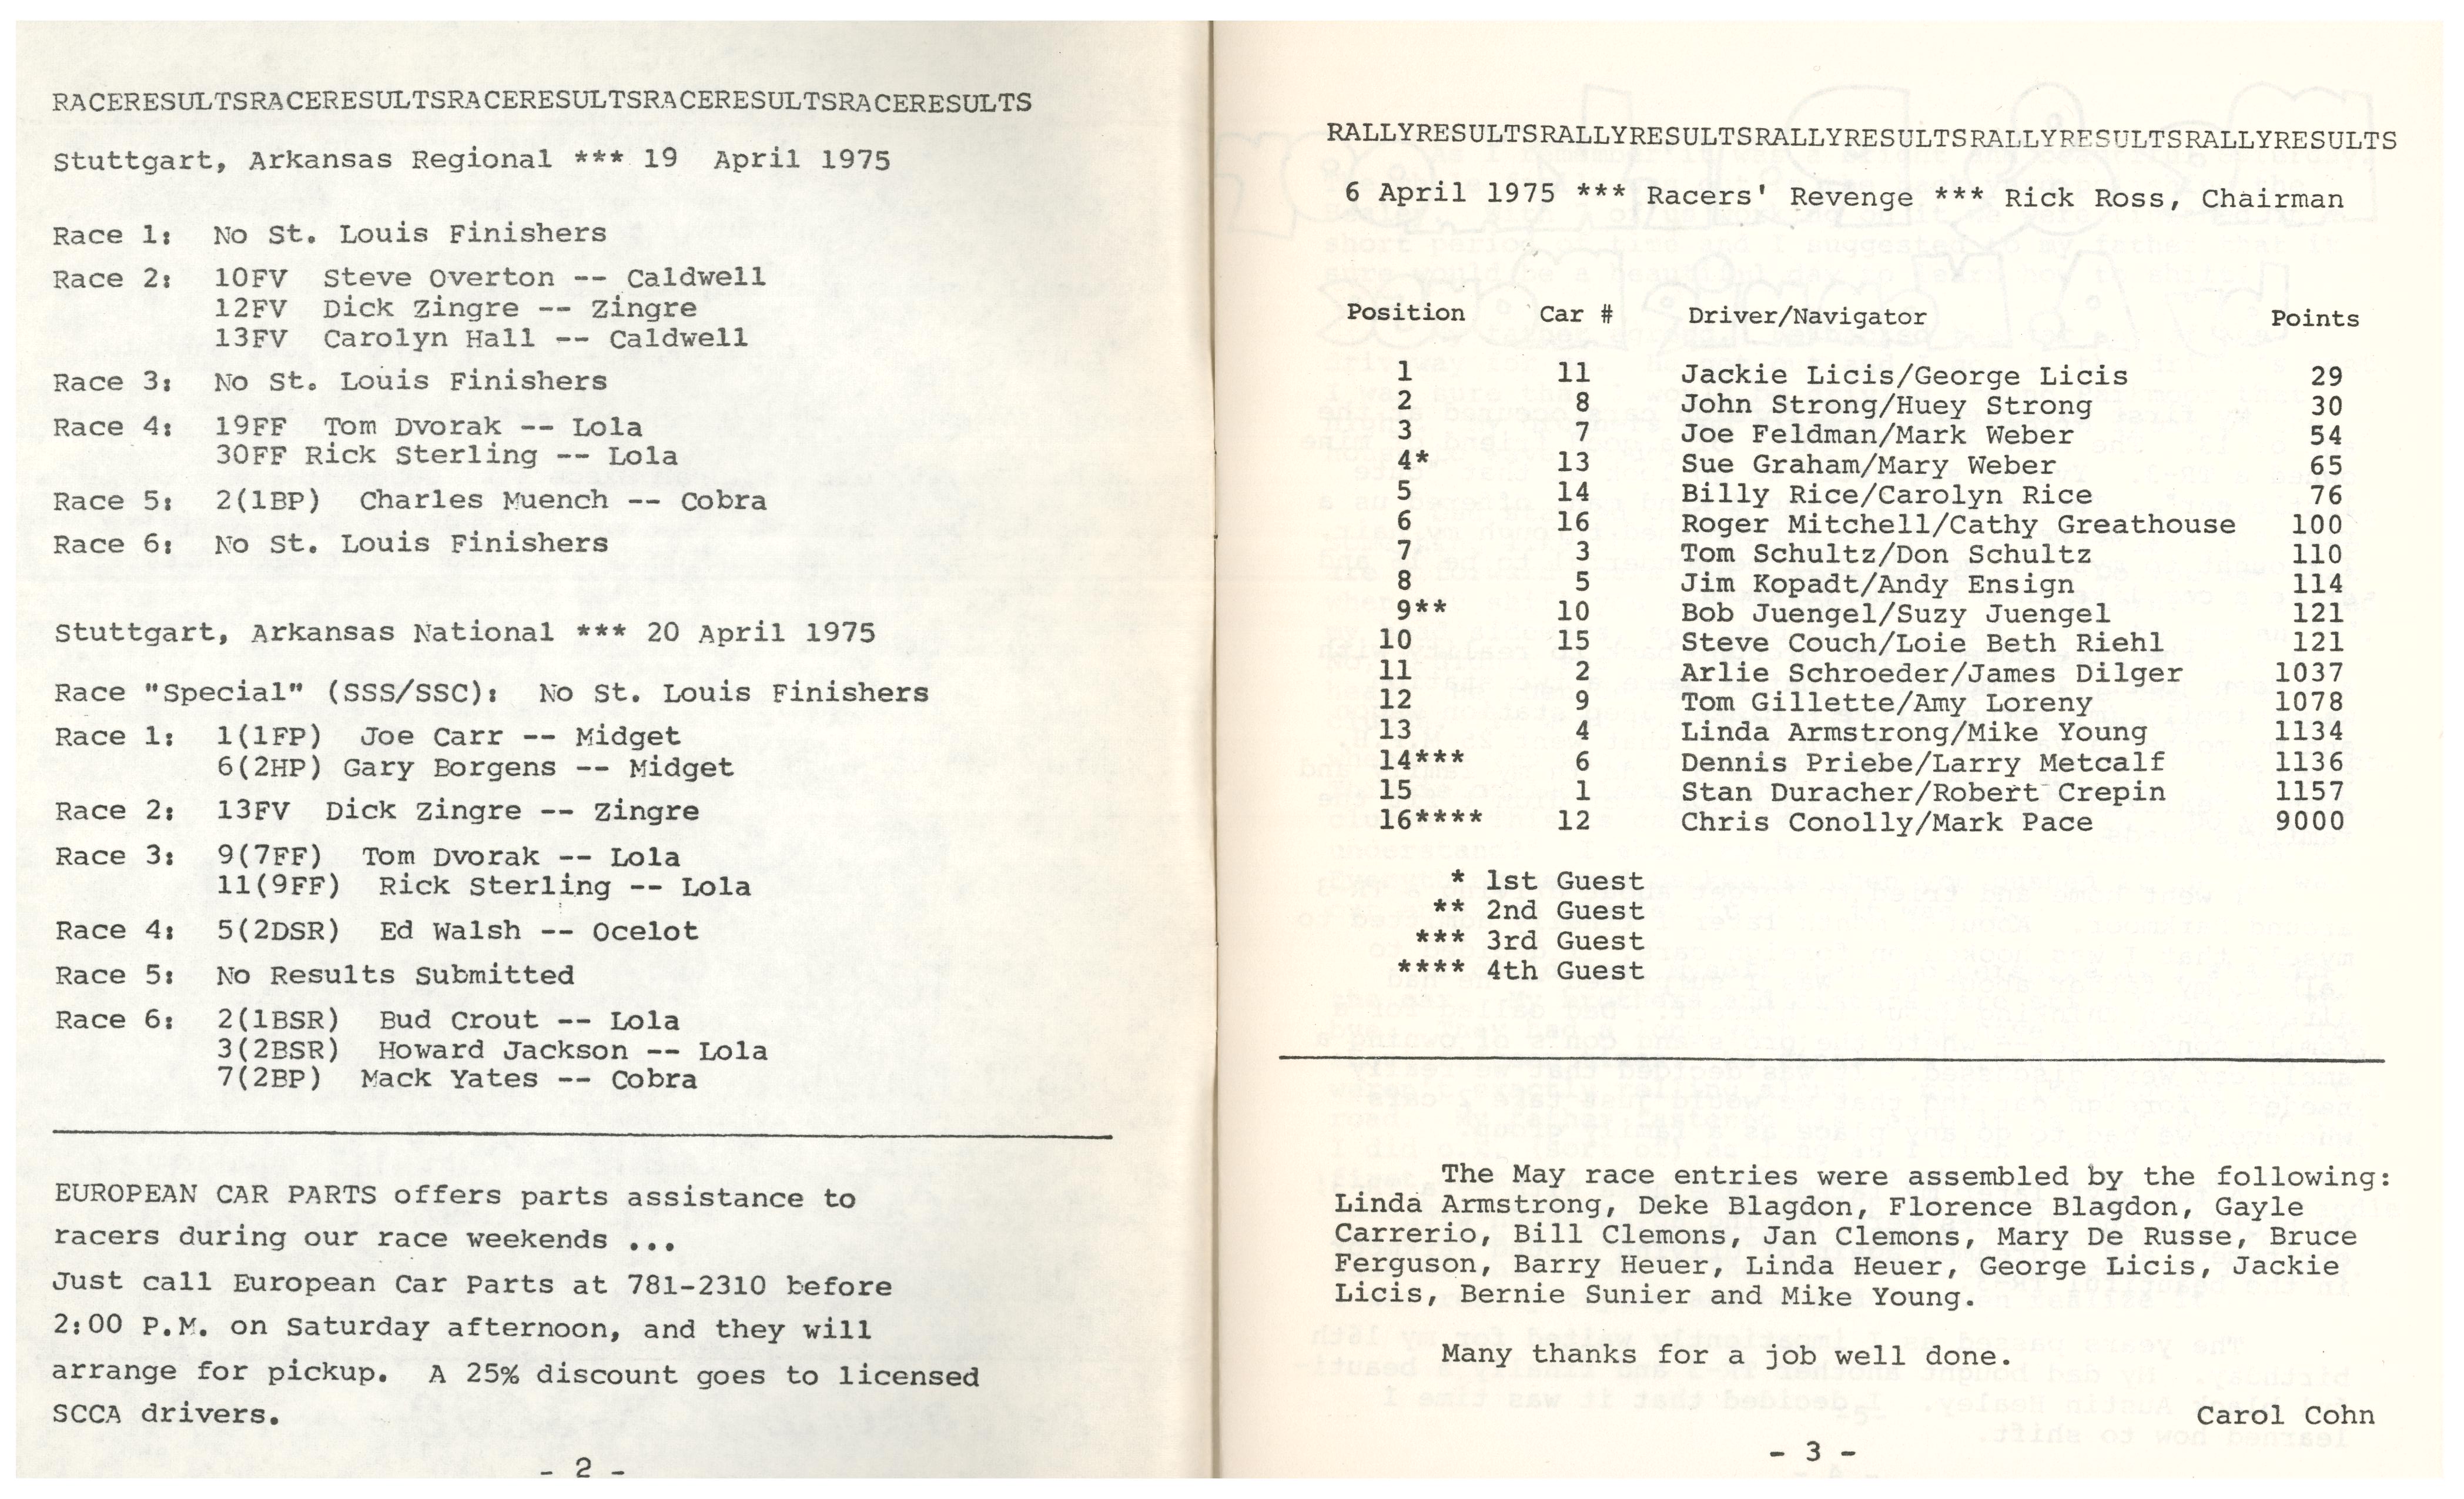 RACERESULTSRACERESULTSRACERESULTSRACERESULTSRACERESULTS
Stuttgart, Arkansas Regional *** 19 April 1975
Race 1: No St. Louis Finishers
Race 2: 10FV Steve Overton -- Caldwell
12FV Dick Zingre -- Zingre
13FV Carolyn Hall -- Caldwell
Race 3: No St. Louis Finishers
Race 4: 19FF Tom Dvorak -- Lola
30FF Rick Sterling -- Lola
Race 5: 2(1BP) Charles Muench -- Cobra
Race 6: No St. Louis Finishers
Stuttgart, Arkansas National *** 20 April 1975
Race "Special" (SSS/SSC): No St. Louis Finishers
Race 1: 1(1FP) Joe Carr -- Midget
6(2HP) Gary Borgens -- Midget
Race 2: 13FV Dick Zingre -- Zingre
Race 3: 9(7FF) Tom Dvorak -- Lola
11(9FF) Rick Sterling -- Lola
Race 4: 5(2DSR) Ed Walsh -- Ocelot
Race 5: No Results Submitted
Race 6: 2(1BSR) Bud Crout -- Lola
3(2BSR) Howard Jackson -- Lola
7(2BP) Mack Yates -- Cobra
EUROPEAN CAR PARTS offers parts assistance to
racers during our race weekends ...
Just call European Car Parts at 781-2310 before
2:00 P.M. on Saturday afternoon, and they will
arrange for pickup. A 25% discount goes to licensed
SCCA drivers.
- 2 -
RALLYRESULTSRALLYRESULTSRALLYRESULTSRALLYRESULTSRALLYRESULTS
6 April 1975 *** Racers' Revenge *** Rick Ross, Chairman
Position Car # Driver/Navigator Points
1 11 Jackie Licis/George Licis 29
2 8 John Strong/Huey Strong 30
3 7 Joe Feldman/Mark Weber 54
4* 13 Sue Graham/Mary Weber 65
5 14 Billy Rice/Carolyn Rice 76
6 16 Roger Mitchell/Cathy Greathouse 100
7 3 Tom Schultz/Don Schultz 110
8 5 Jim Kopadt/Andy Ensign 114
9** 10 Bob Juengel/Suzy Juengel 121
10 15 Steve Couch/Loie Beth Riehl 121
11 2 Arlie Schroeder/James Dilger 1037
12 9 Tom Gillette/Amy Loreny 1078
13 4 Linda Armstrong/Mike Young 1134
14*** 6 Dennis Priebe/Larry Metcalf 1136
15 1 Stan Duracher/Robert Crepin 1157
16**** 12 Chris Conolly/Mark Pace 9000
* 1st Guest
** 2nd Guest
*** 3rd Guest
**** 4th Guest
The May race entries were assembled by the following:
Linda Armstrong, Deke Blagdon, Florence Blagdon, Gayle
Carrerio, Bill Clemons, Jan Clemons, Mary De Russe, Bruce
Ferguson, Barry Heuer, Linda Heuer, George Licis, Jackie
Licis, Bernie Sunier and Mike Young.
Many thanks for a job well done.
Carol Cohn
- 3 -